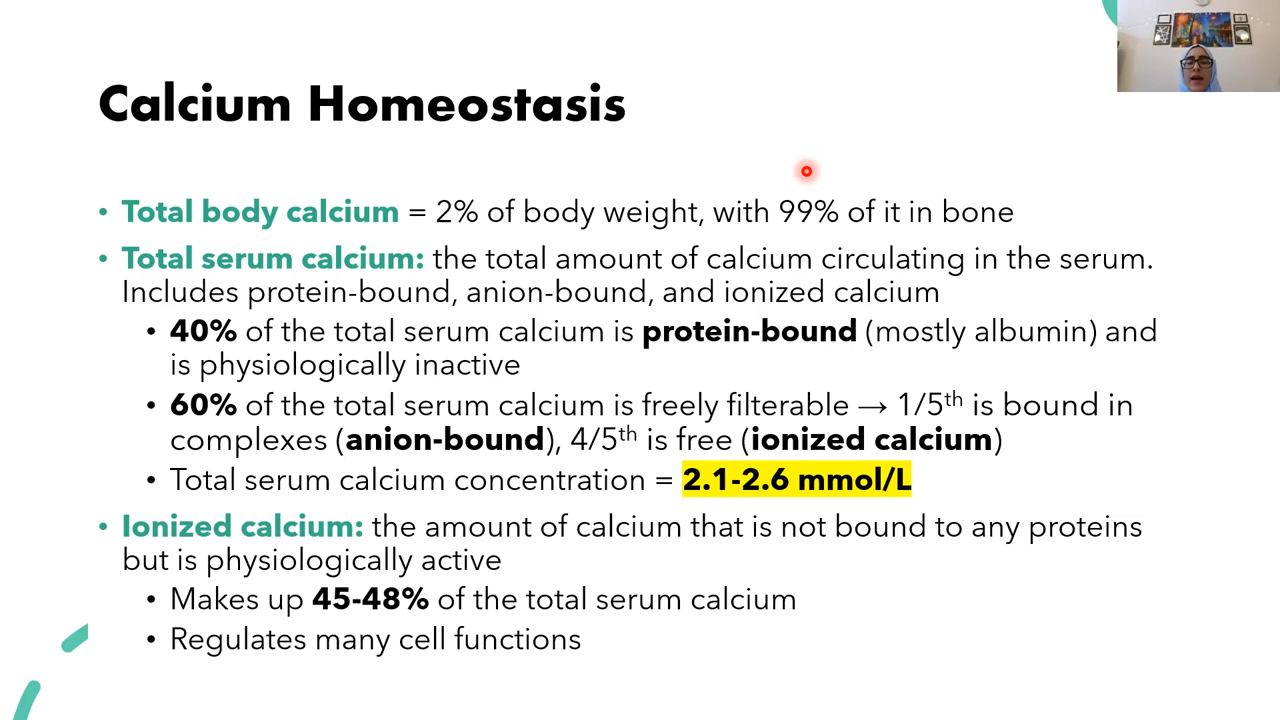 Calcium Homeostasis
• Total body calcium = 2% of body weight, with 99% of it in bone
• Total serum calcium: the total amount of calcium circulating in the serum.
Includes protein-bound, anion-bound, and ionized calcium
• 40% of the total serum calcium is protein-bound (mostly albumin) and
is physiologically inactive
• 60% of the total serum calcium is freely filterable → 1/5th is bound in
complexes (anion-bound), 4/5th is free (ionized calcium)
• Total serum calcium concentration = 2.1-2.6 mmol/L
• Ionized calcium: the amount of calcium that is not bound to any proteins
but is physiologically active
• Makes up 45-48% of the total serum calcium
• Regulates many cell functions